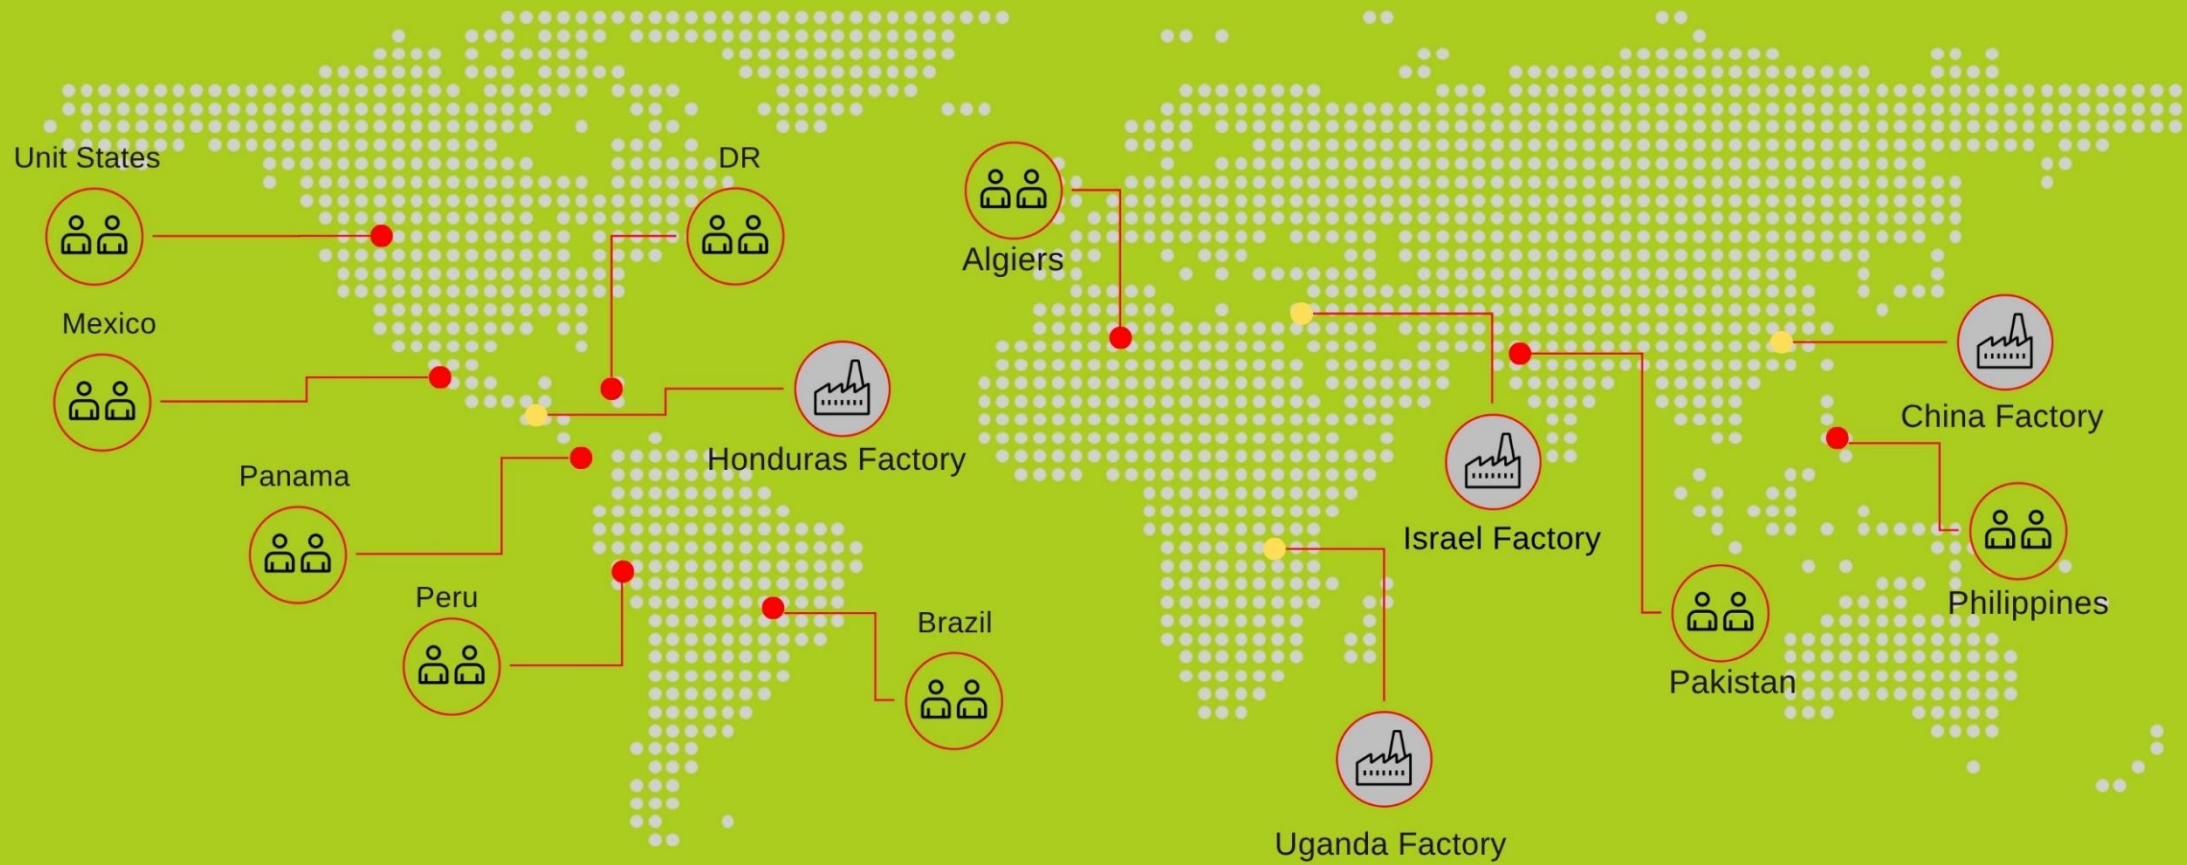 Unit States
DR
Algiers
Mexico
China Factory
Honduras Factory
Panama
Israel Factory
Peru
Brazil
Philippines
Pakistan
Uganda Factory